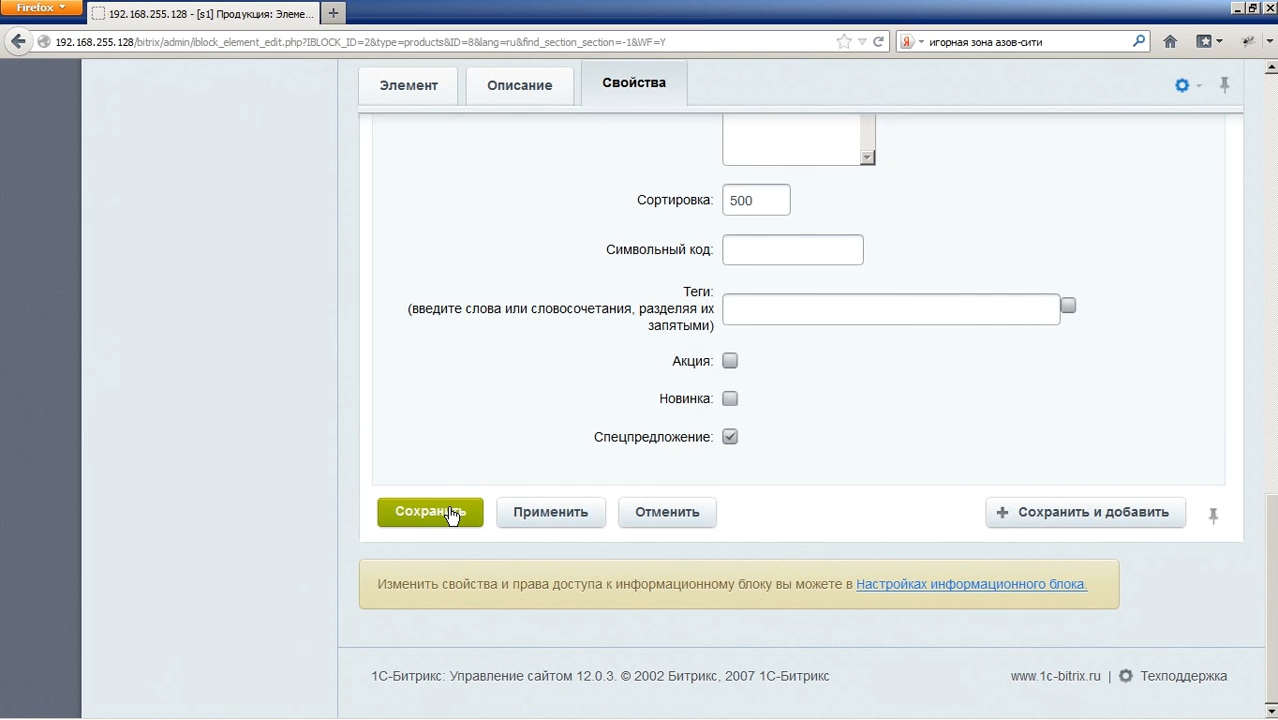 Firefox
192.168.255.128 - [s1] Продукция: Элеме...
192.168.255.128/bitrix/admin/iblock_element_edit.php?IBLOCK_ID=2&type=products&ID=8&lang=ru&find_section_section=-1&WF=Y
игорная зона азов-сити
Элемент
Описание
Свойства
Сортировка:
500
Символьный код:
Теги:
(введите слова или словосочетания, разделяя их
запятыми)
Акция:
Новинка:
Спецпредложение:
Сохранить
Применить
Отменить
+ Сохранить и добавить
Изменить свойства и права доступа к информационному блоку вы можете в Настройках информационного блока.
1С-Битрикс: Управление сайтом 12.0.3. © 2002 Битрикс, 2007 1С-Битрикс
www.1c-bitrix.ru | Техподдержка